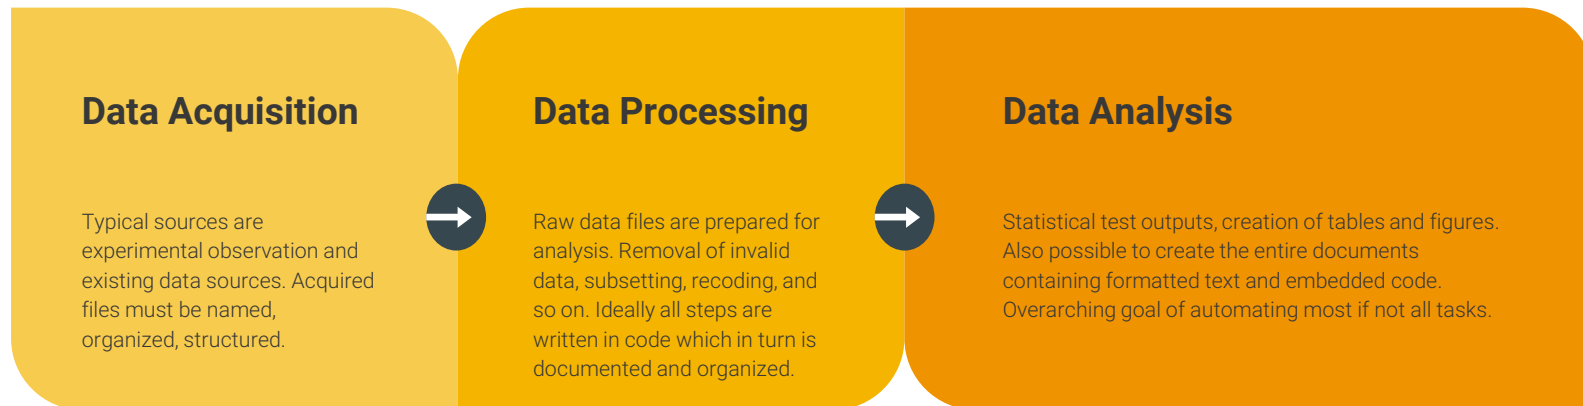 Data Acquisition
Typical sources are
experimental observation and
existing data sources. Acquired
files must be named,
organized, structured.
Data Processing
Raw data files are prepared for
analysis. Removal of invalid
data, subsetting, recoding, and
so on. Ideally all steps are
written in code which in turn is
documented and organized.
Data Analysis
Statistical test outputs, creation of tables and figures.
Also possible to create the entire documents
containing formatted text and embedded code.
Overarching goal of automating most if not all tasks.